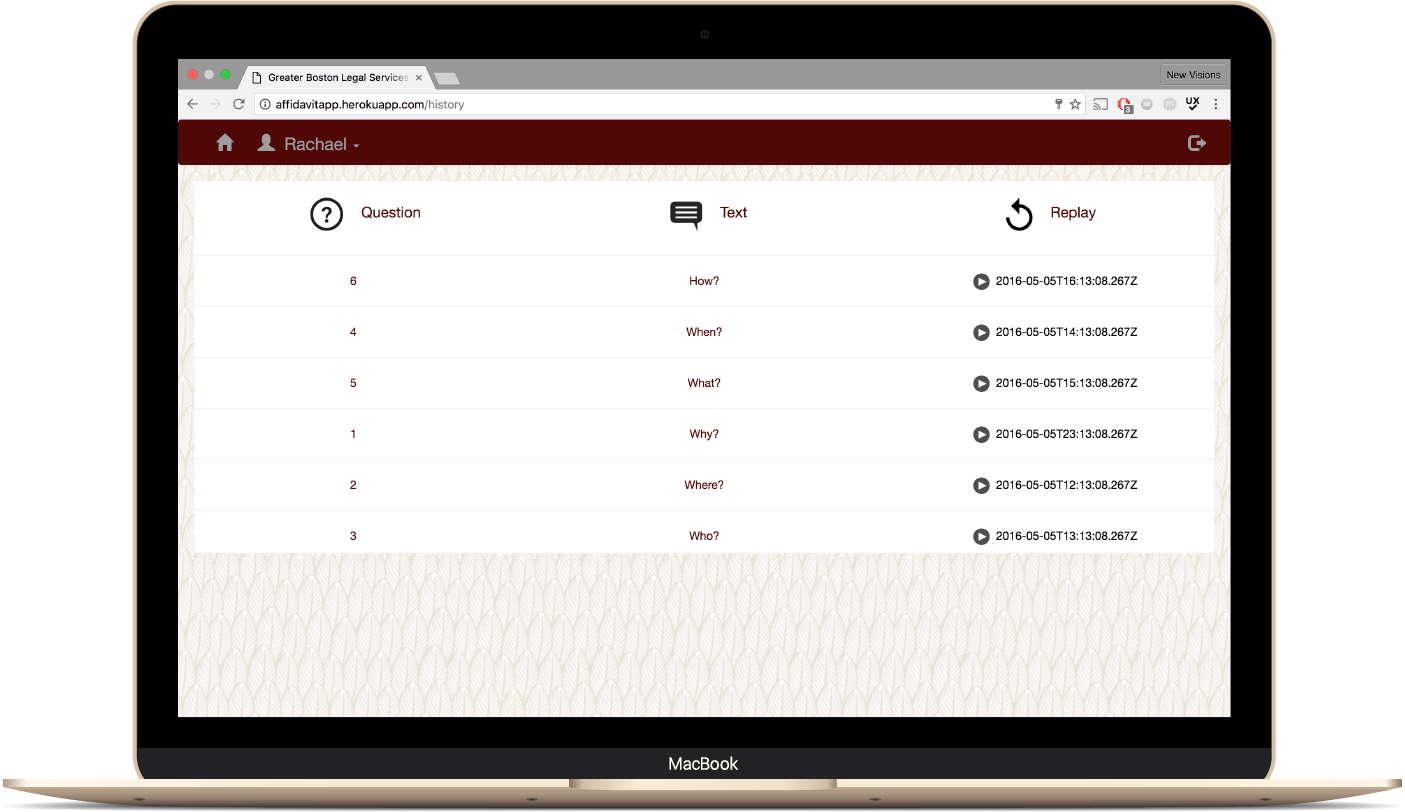 Greater Boston Legal Services
New Visions
affidavitapp.herokuapp.com/history
3
UX
Rachael
? Question Text Replay
6 How? 2016-05-05T16:13:08.267Z
4 When? 2016-05-05T14:13:08.267Z
5 What? 2016-05-05T15:13:08.267Z
1 Why? 2016-05-05T23:13:08.267Z
2 Where? 2016-05-05T12:13:08.267Z
3 Who? 2016-05-05T13:13:08.267Z
MacBook